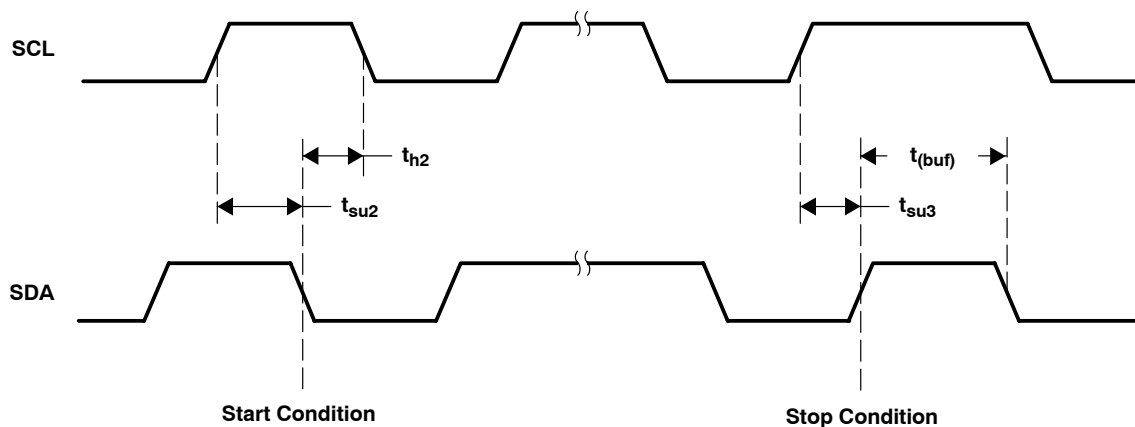 SCL
t(buf)
th2
tsu2
tsu3
SDA
Start Condition
Stop Condition